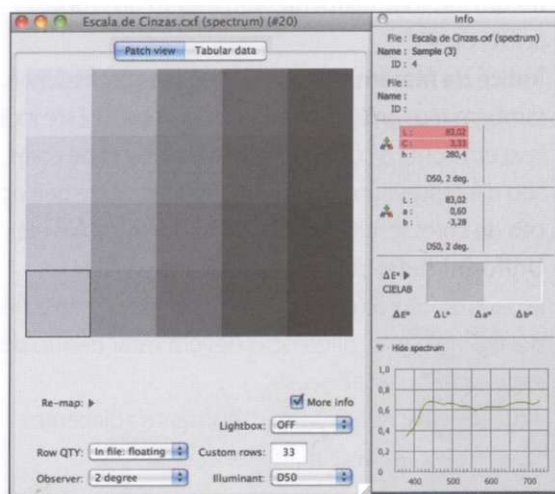 Escala de Cinzas.cxf (spectrum) (#20)
Patch view
Tabular data
Re-map:
More info
Lightbox: OFF
Row QTY: In file: floating
Custom rows: 33
Observer: 2 degree
Illuminant: D50
Info
File: Escala de Cinzas.cxf (spectrum)
Name: Sample (3)
ID: 4
File:
Name:
ID:
L: 83,02
C: 3,33
h: 280,4
D50, 2 deg.
L: 83,02
a: 0,60
b: -3,28
D50, 2 deg.
ΔE*
CIELAB
ΔE* ΔL* Δa* Δb*
Hide spectrum
1,0
0,8
0,6
0,4
0,2
0,0
400 500 600 700